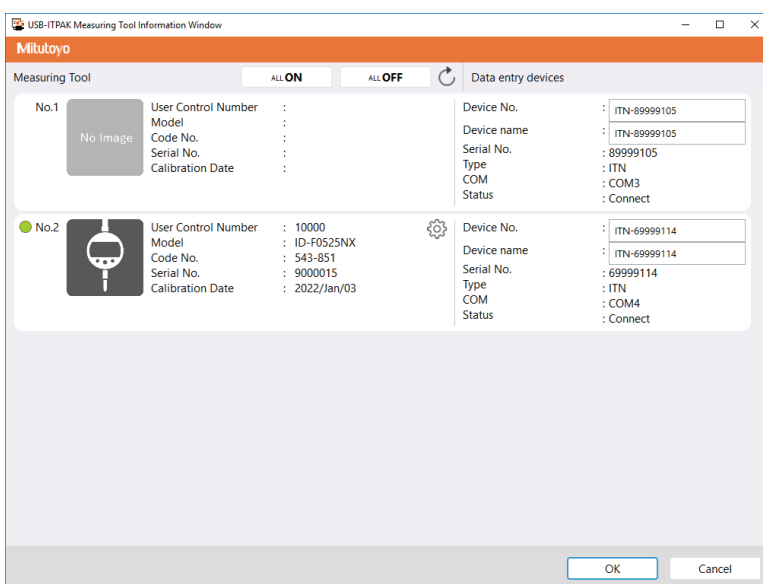 USB-ITPAK Measuring Tool Information Window
Mitutoyo
Measuring Tool
ALL ON
ALL OFF
Data entry devices
No.1
No Image
User Control Number :
Model :
Code No. :
Serial No. :
Calibration Date :
Device No. : ITN-89999105
Device name : ITN-89999105
Serial No. : 89999105
Type : ITN
COM : COM3
Status : Connect
No.2
User Control Number : 10000
Model : ID-F0525NX
Code No. : 543-851
Serial No. : 9000015
Calibration Date : 2022/Jan/03
Device No. : ITN-69999114
Device name : ITN-69999114
Serial No. : 69999114
Type : ITN
COM : COM4
Status : Connect
OK
Cancel